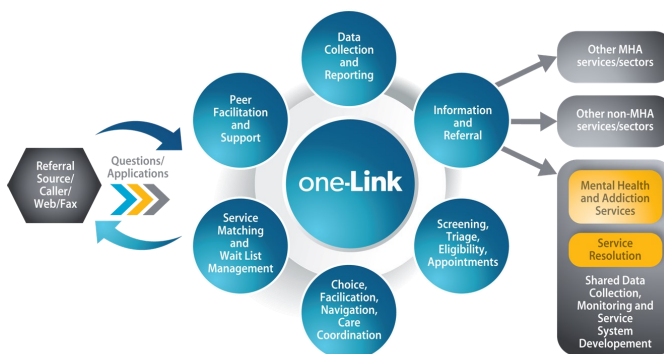 Referral
Source/
Caller/
Web/Fax
Questions/
Applications
Data
Collection
and
Reporting
Peer
Facilitation
and
Support
Information
and
Referral
one-Link
Service
Matching
and
Wait List
Management
Screening,
Triage,
Eligibility,
Appointments
Choice,
Facilication,
Navigation,
Care
Coordination
Other MHA
services/sectors
Other non-MHA
services/sectors
Mental Health
and Addiction
Services
Service
Resolution
Shared Data
Collection,
Monitoring and
Service
System
Developement